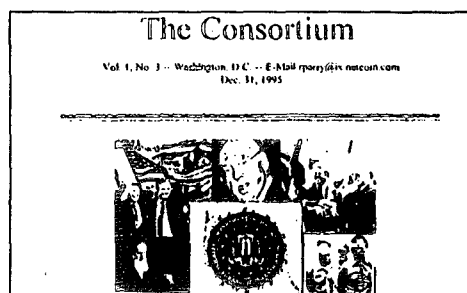 The Consortium
Vol. 1, No. 3 -- Washington, D.C. -- E-Mail rparry@ix.netcom.com
Dec. 31, 1995